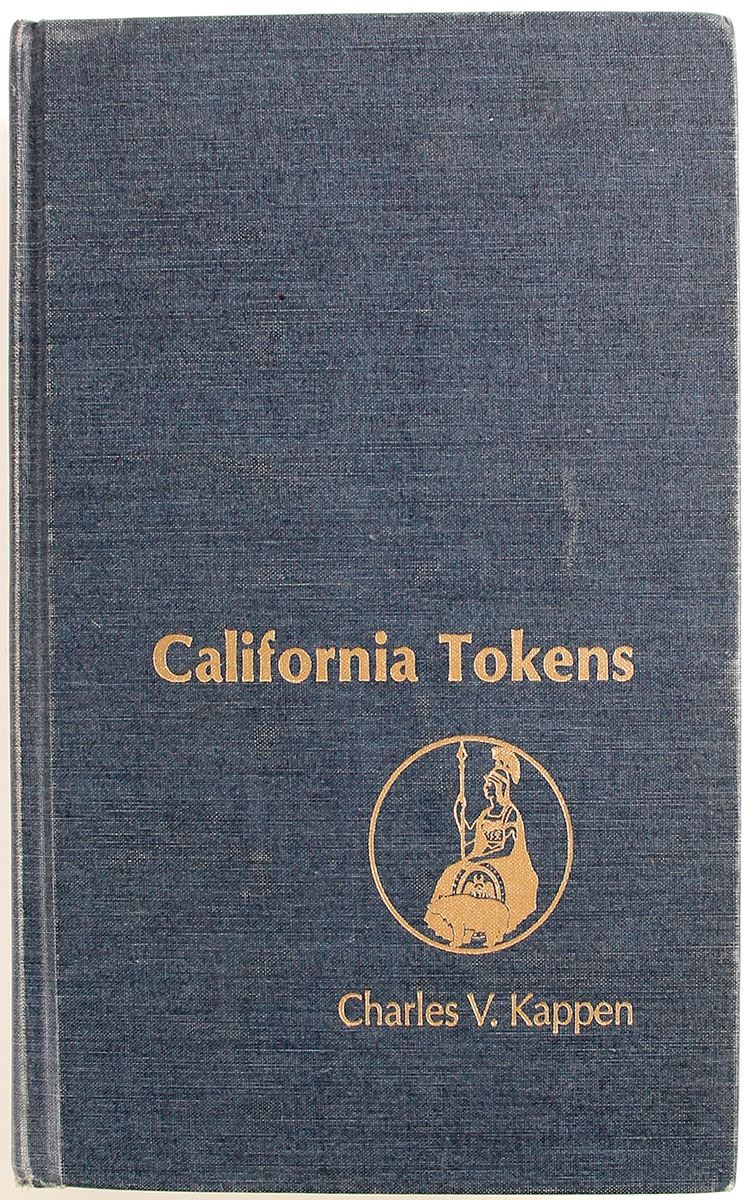 California Tokens
Charles V. Kappen